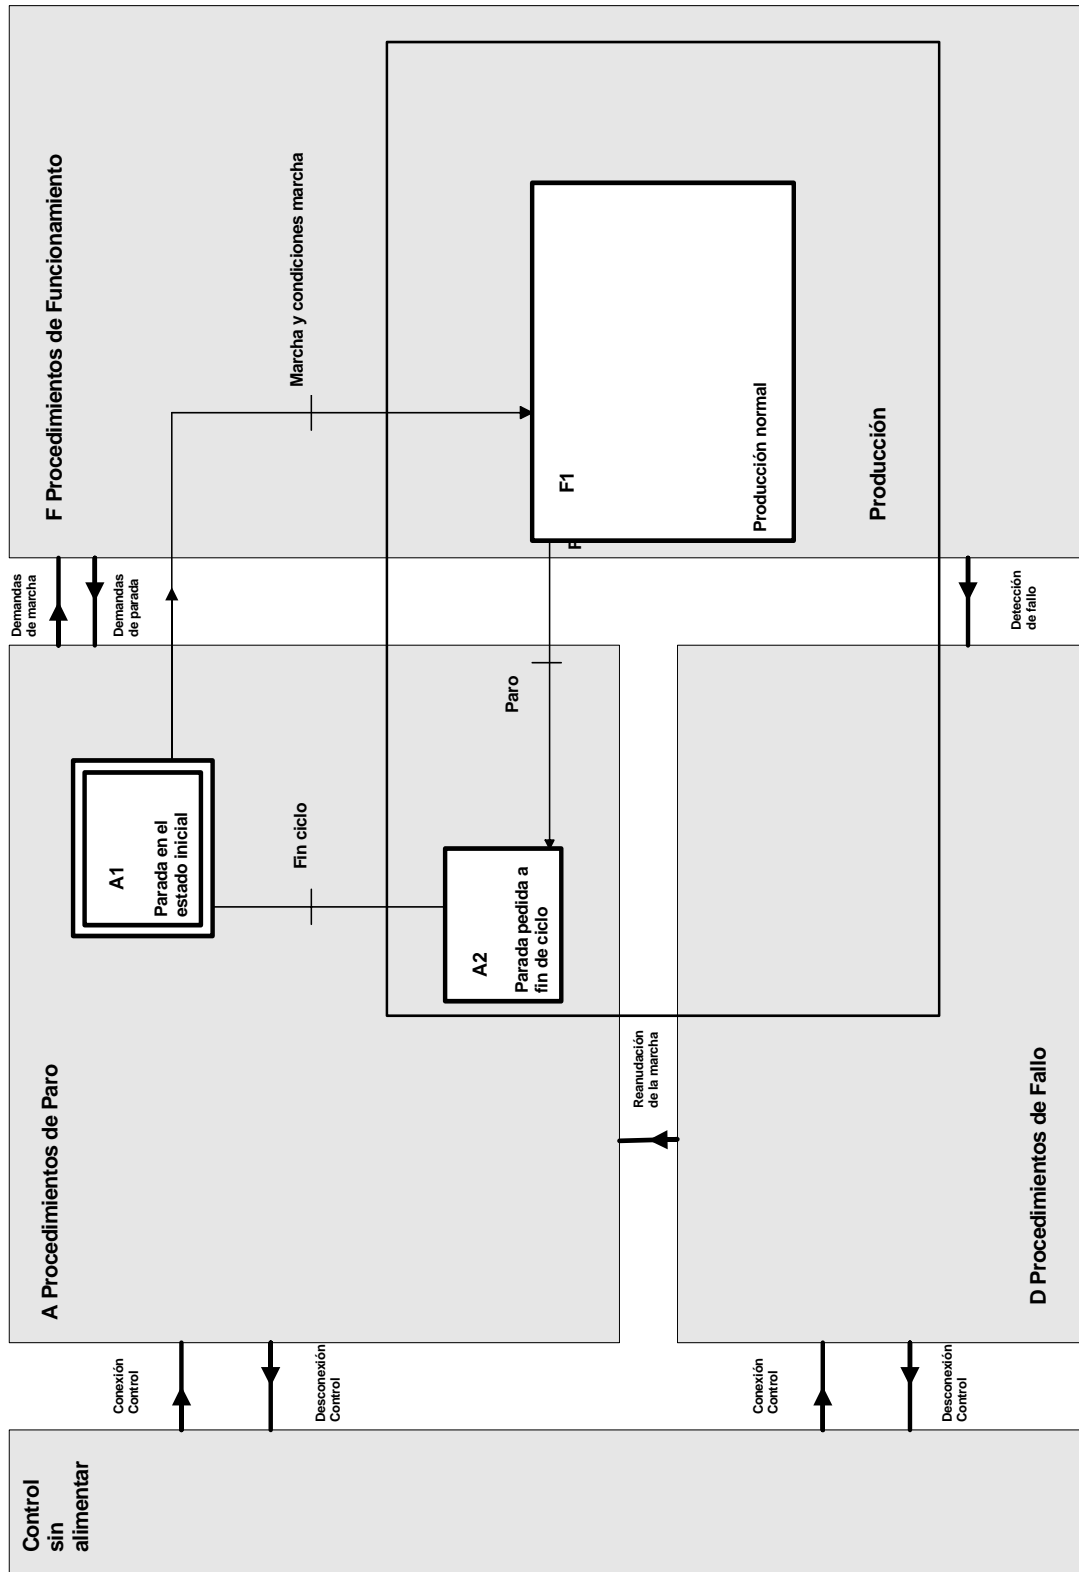 Control
sin
alimentar
A Procedimientos de Paro
F Procedimientos de Funcionamiento
Conexión
Control
Desconexión
Control
Demandas
de marcha
Demandas
de parada
A1
Parada en el
estado inicial
Marcha y condiciones marcha
Fin ciclo
A2
Parada pedida a
fin de ciclo
Paro
F1
Producción normal
Producción
Reanudación
de la marcha
Conexión
Control
Desconexión
Control
Detección
de fallo
D Procedimientos de Fallo